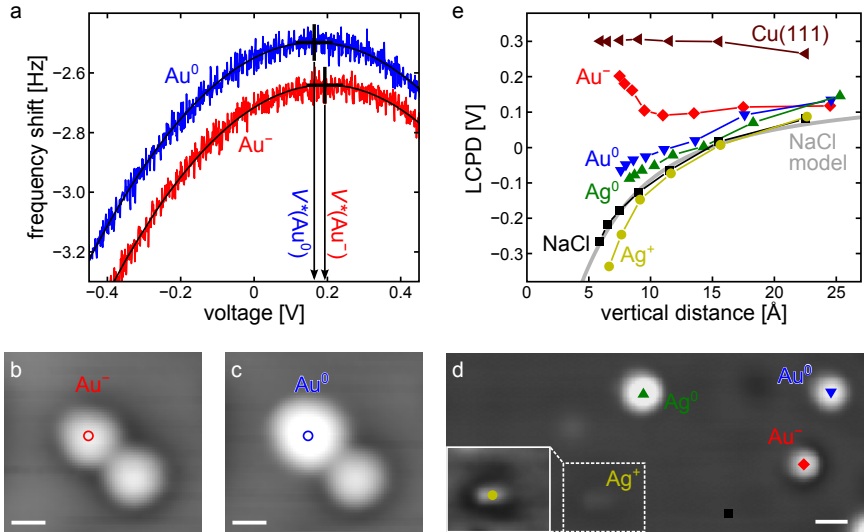 a
−2.6
−2.8
−3.0
−3.2
frequency shift [Hz]
−0.4
−0.2
0
0.2
0.4
voltage [V]
Au⁰
Au⁻
V*(Au⁰)
V*(Au⁻)
e
0.3
0.2
0.1
0
−0.1
−0.2
−0.3
LCPD [V]
0
5
10
15
20
25
vertical distance [Å]
Cu(111)
Au⁻
Au⁰
Ag⁰
NaCl
Ag⁺
NaCl
model
b
Au⁻
c
Au⁰
d
Ag⁰
Au⁰
Au⁻
Ag⁺